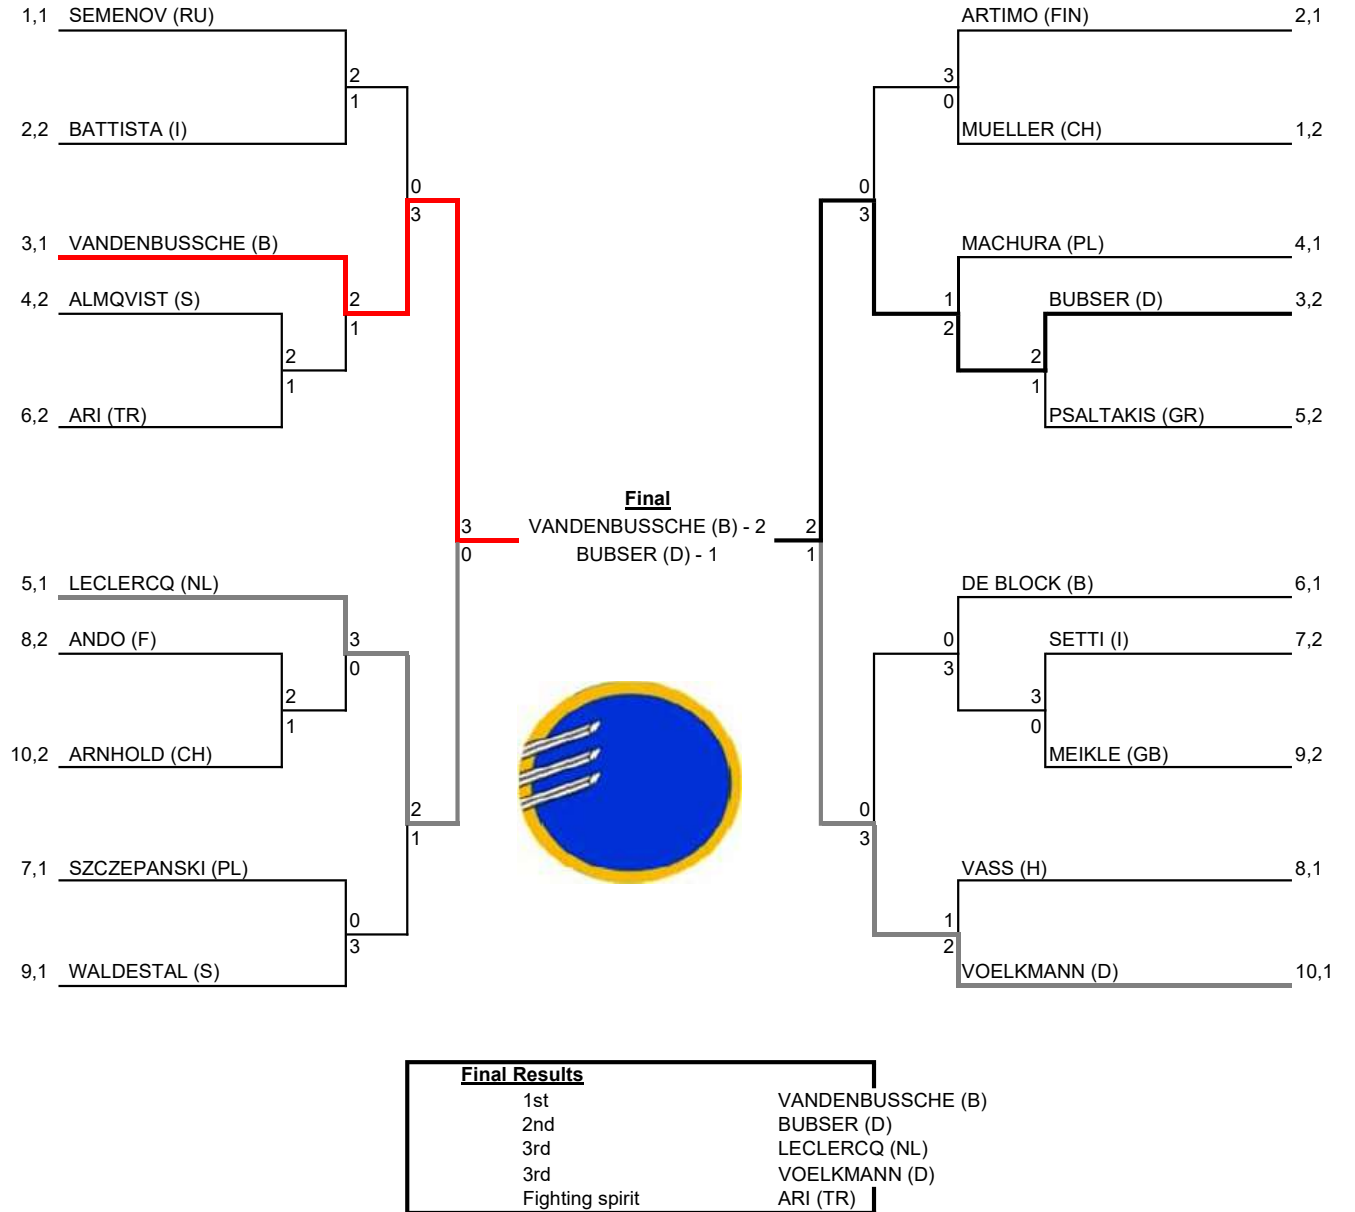 1,1 SEMENOV (RU) ARTIMO (FIN) 2,1
2 3
1 0
2,2 BATTISTA (I) MUELLER (CH) 1,2
0 0
3 3
3,1 VANDENBUSSCHE (B) MACHURA (PL) 4,1
4,2 ALMQVIST (S) 2 1 BUBSER (D) 3,2
1 2
2 2
1 1
6,2 ARI (TR) PSALTAKIS (GR) 5,2
Final
3 VANDENBUSSCHE (B) - 2 2
0 BUBSER (D) - 1 1
5,1 LECLERCQ (NL) DE BLOCK (B) 6,1
8,2 ANDO (F) 3 0 SETTI (I) 7,2
0 3
2 3
1 0
10,2 ARNHOLD (CH) MEIKLE (GB) 9,2
2 0
1 3
7,1 SZCZEPANSKI (PL) VASS (H) 8,1
0 1
3 2
9,1 WALDESTAL (S) VOELKMANN (D) 10,1
Final Results
1st VANDENBUSSCHE (B)
2nd BUBSER (D)
3rd LECLERCQ (NL)
3rd VOELKMANN (D)
Fighting spirit ARI (TR)